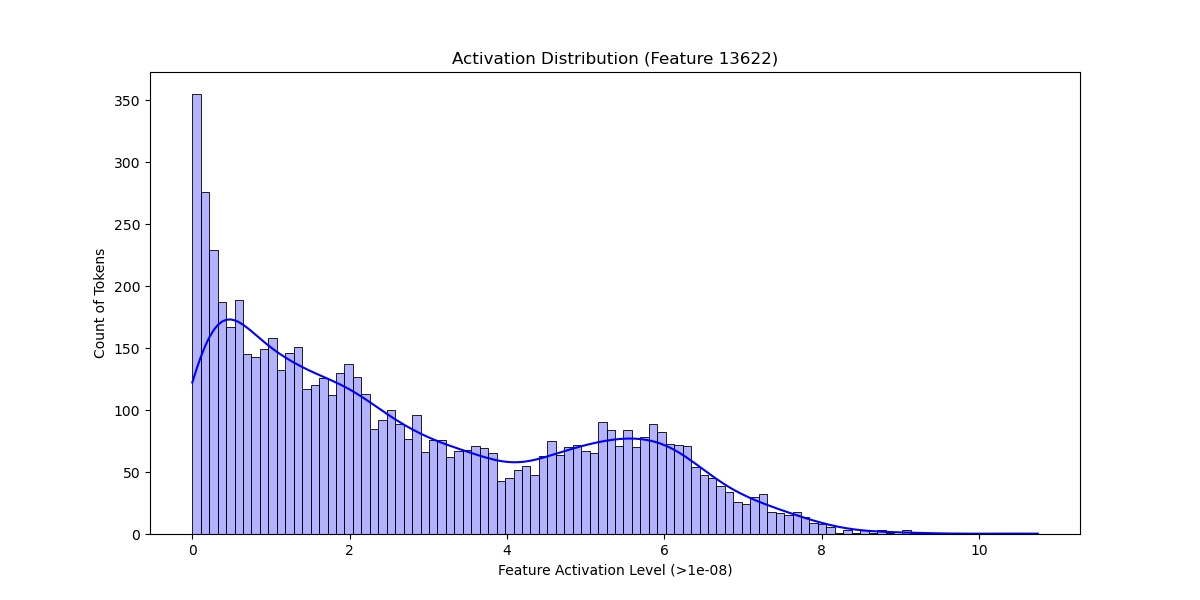 Activation Distribution (Feature 13622)
350
300
250
200
150
100
50
0
Count of Tokens
0 2 4 6 8 10
Feature Activation Level (>1e-08)